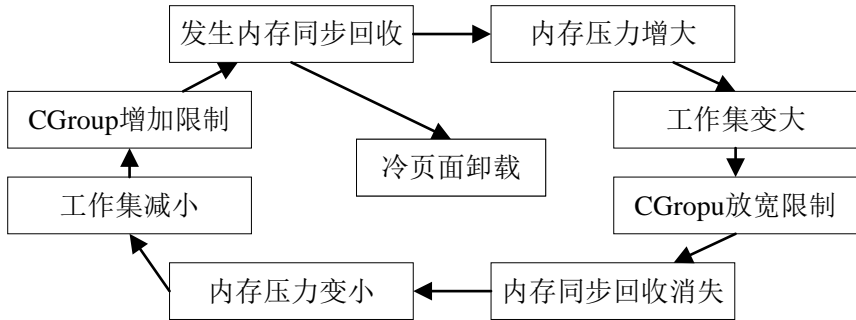 发生内存同步回收
内存压力增大
CGroup增加限制
工作集变大
冷页面卸载
工作集减小
CGropu放宽限制
内存压力变小
内存同步回收消失